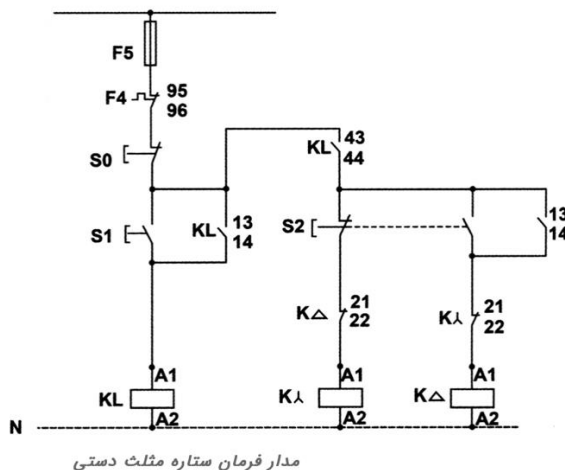 F5
F4 95
96
S0
KL 43
44
S1
KL 13
14
S2
13
14
K△ 21
22
K⅄ 21
22
A1
KL
A2
A1
K⅄
A2
A1
K△
A2
N
مدار فرمان ستاره مثلث دستی